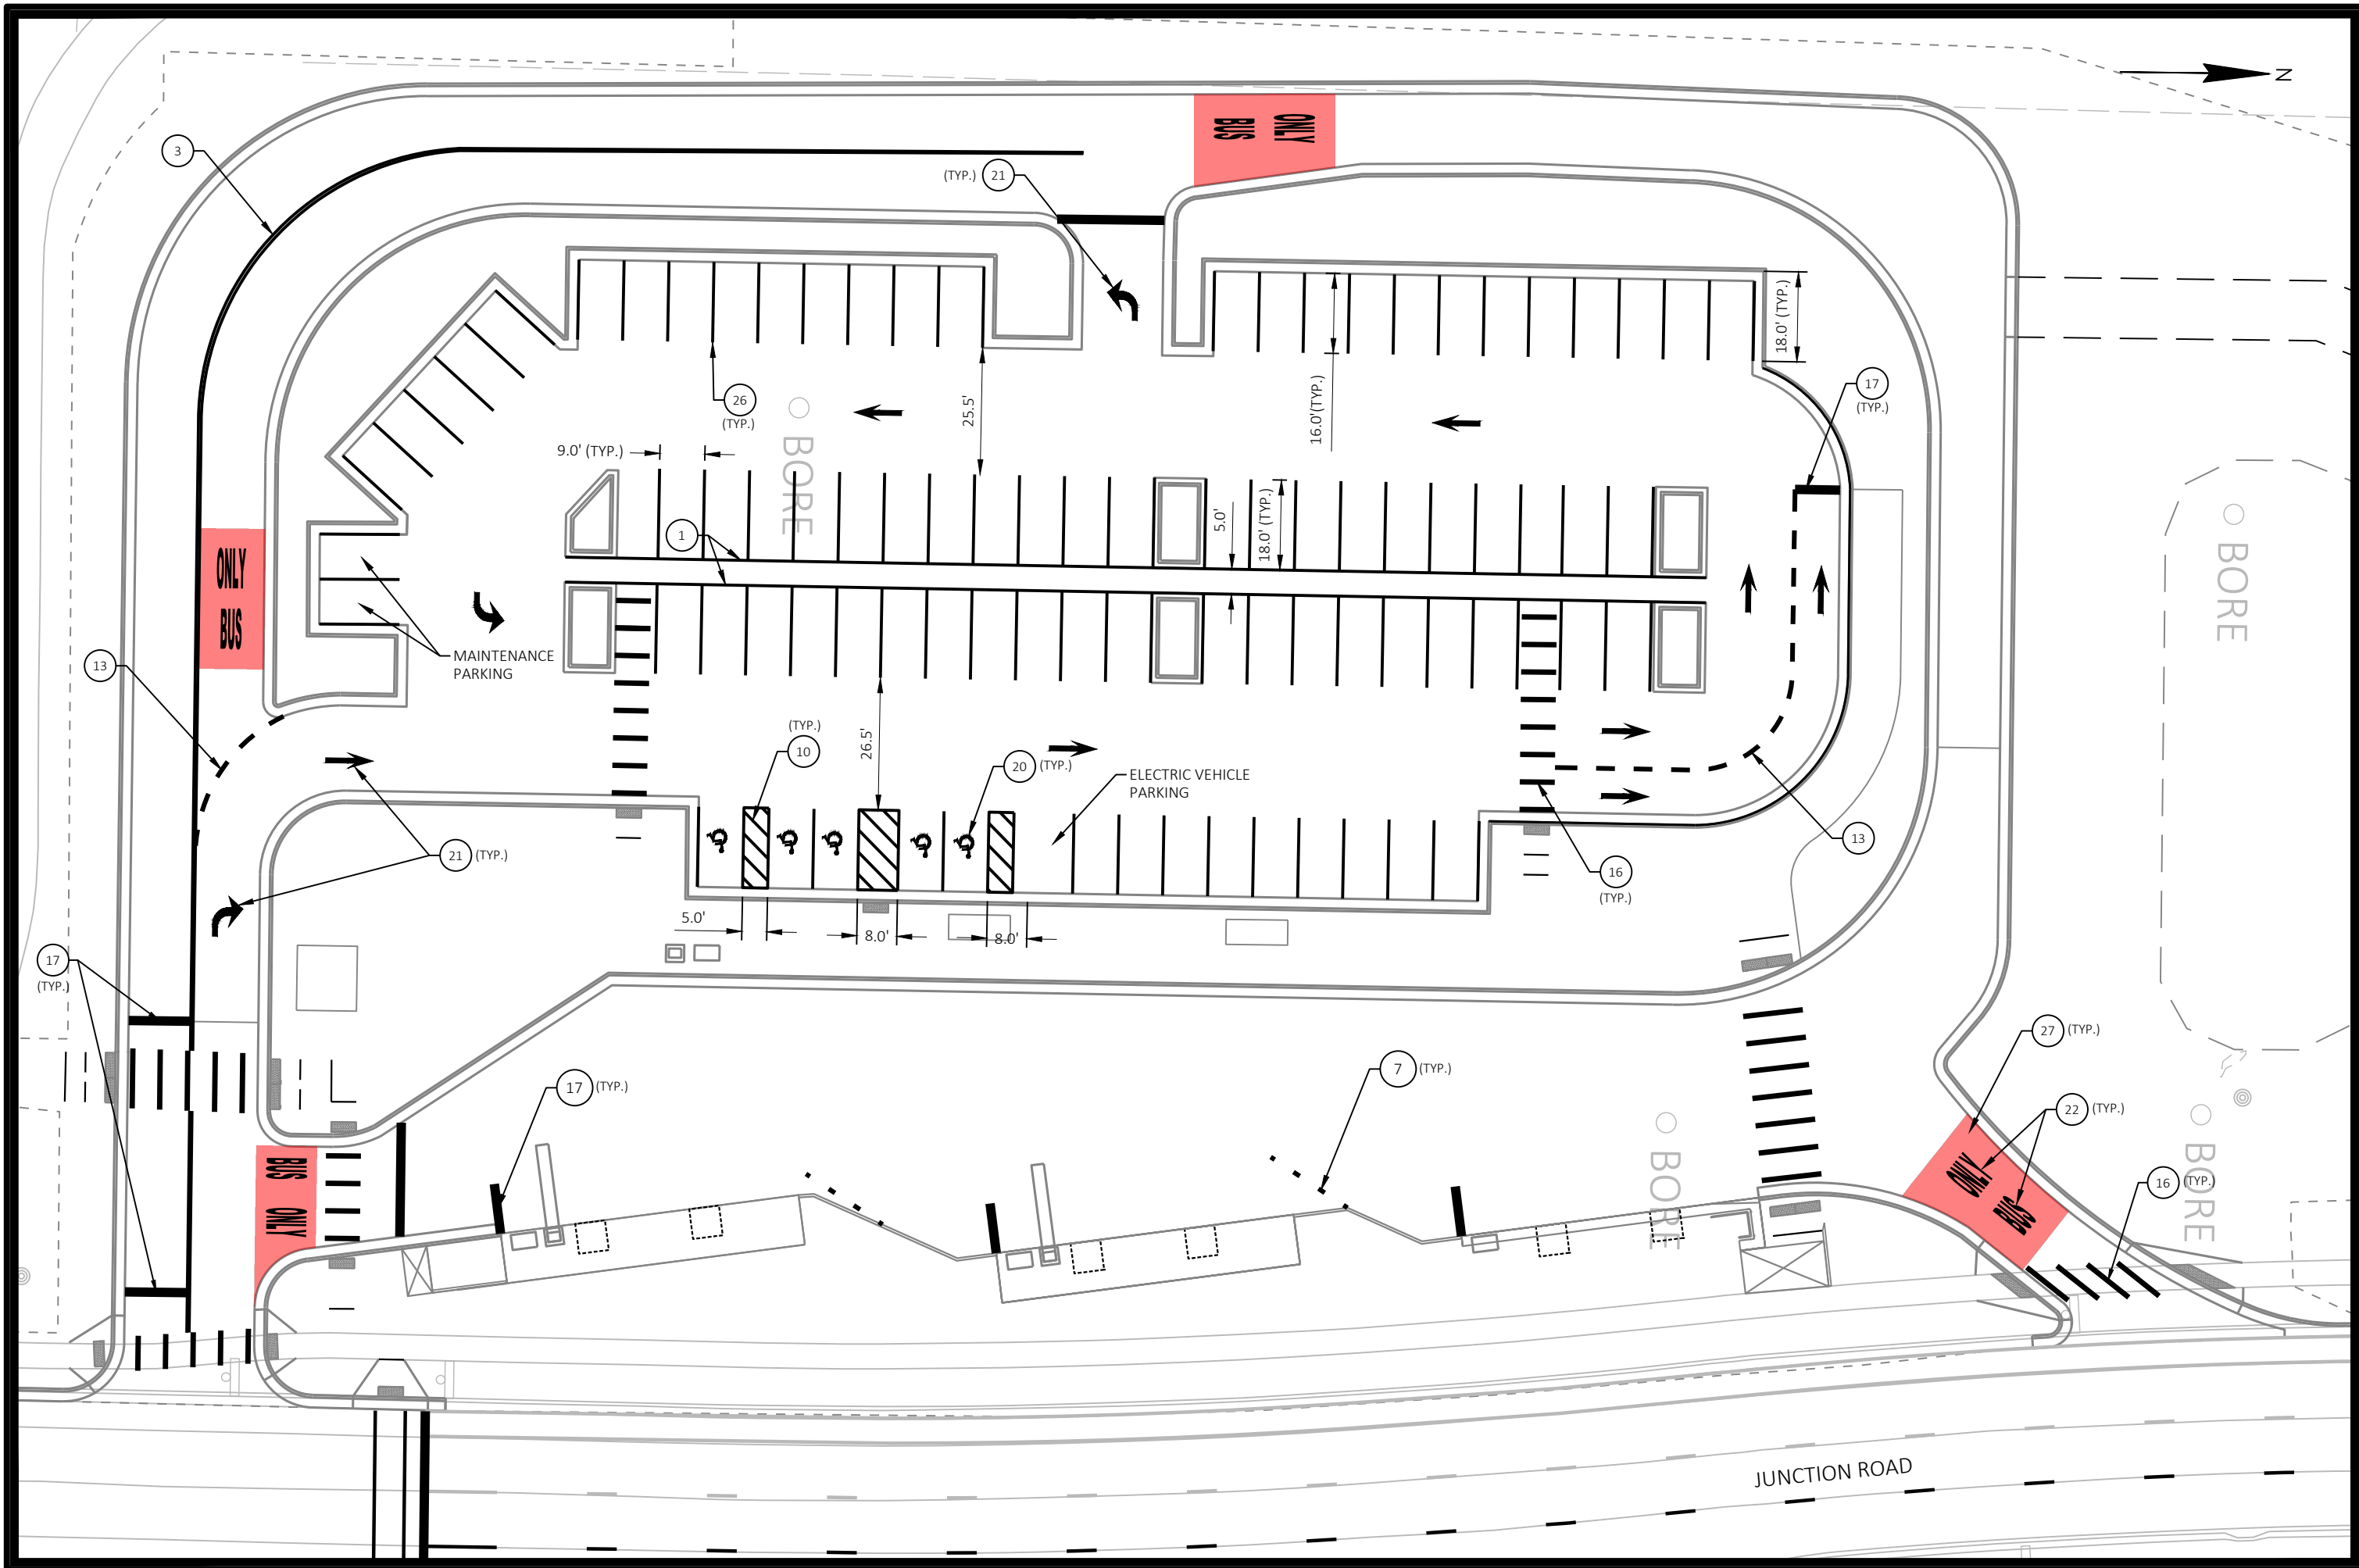 N
ONLY
BUS
3
(TYP.) 21
18.0' (TYP.)
16.0'(TYP.)
17
(TYP.)
26
(TYP.)
25.5'
BORE
9.0' (TYP.)
1
5.0'
18.0' (TYP.)
BORE
ONLY
BUS
13
MAINTENANCE
PARKING
(TYP.)
10
26.5'
20 (TYP.)
ELECTRIC VEHICLE
PARKING
13
21 (TYP.)
16
(TYP.)
5.0'
8.0'
8.0'
17
(TYP.)
27 (TYP.)
17 (TYP.)
7 (TYP.)
22 (TYP.)
BUS ONLY
BORE
ONLY
BUS
16 (TYP.)
BORE
JUNCTION ROAD